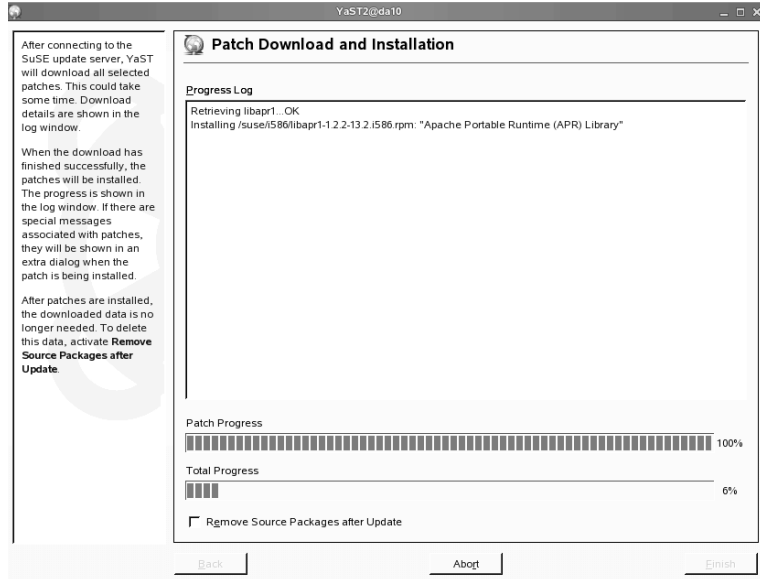 YaST2@da10
After connecting to the
SuSE update server, YaST
will download all selected
patches. This could take
some time. Download
details are shown in the
log window.
When the download has
finished successfully, the
patches will be installed.
The progress is shown in
the log window. If there are
special messages
associated with patches,
they will be shown in an
extra dialog when the
patch is being installed.
After patches are installed,
the downloaded data is no
longer needed. To delete
this data, activate Remove
Source Packages after
Update.
Patch Download and Installation
Progress Log
Retrieving libapr1...OK
Installing /suse/i586/libapr1-1.2.2-13.2.i586.rpm: "Apache Portable Runtime (APR) Library"
Patch Progress
100%
Total Progress
6%
Remove Source Packages after Update
Back
Abort
Finish